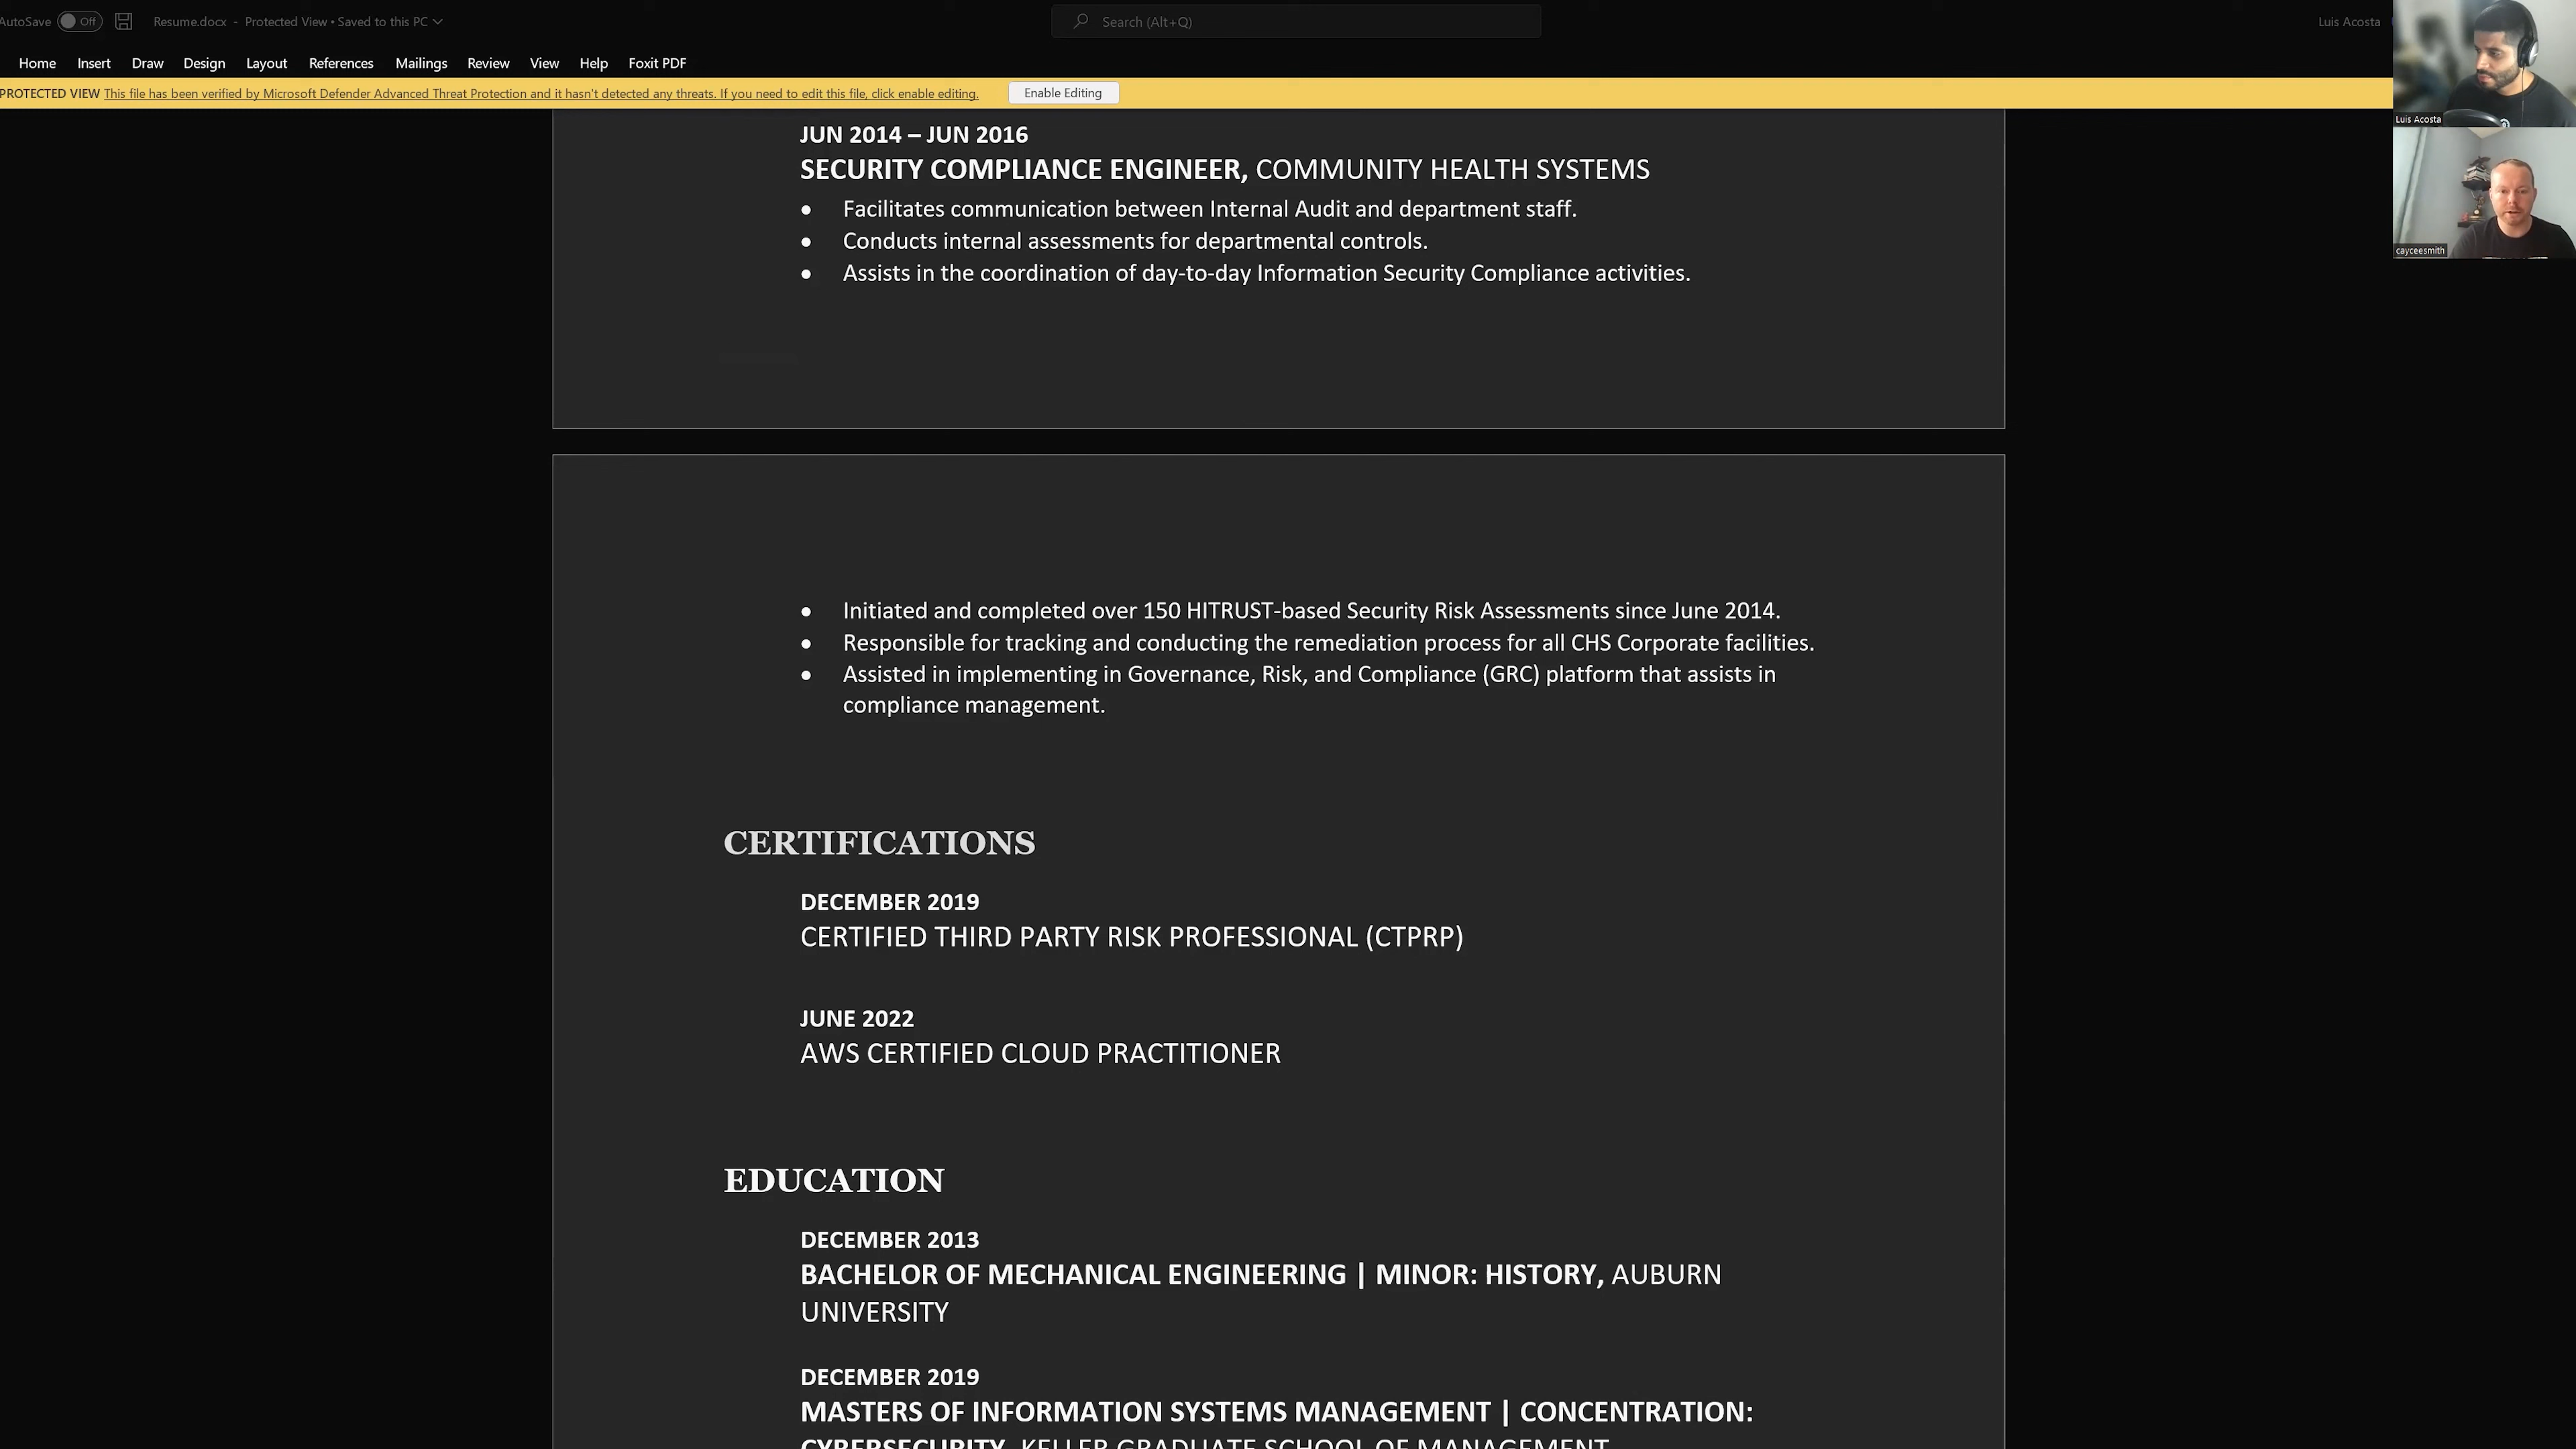 AutoSave Off Resume.docx - Protected View • Saved to this PC Search (Alt+Q) Luis Acosta
Home Insert Draw Design Layout References Mailings Review View Help Foxit PDF
PROTECTED VIEW This file has been verified by Microsoft Defender Advanced Threat Protection and it hasn't detected any threats. If you need to edit this file, click enable editing. Enable Editing
Luis Acosta
cayceesmith
JUN 2014 – JUN 2016
SECURITY COMPLIANCE ENGINEER, COMMUNITY HEALTH SYSTEMS
• Facilitates communication between Internal Audit and department staff.
• Conducts internal assessments for departmental controls.
• Assists in the coordination of day-to-day Information Security Compliance activities.
• Initiated and completed over 150 HITRUST-based Security Risk Assessments since June 2014.
• Responsible for tracking and conducting the remediation process for all CHS Corporate facilities.
• Assisted in implementing in Governance, Risk, and Compliance (GRC) platform that assists in
compliance management.
CERTIFICATIONS
DECEMBER 2019
CERTIFIED THIRD PARTY RISK PROFESSIONAL (CTPRP)
JUNE 2022
AWS CERTIFIED CLOUD PRACTITIONER
EDUCATION
DECEMBER 2013
BACHELOR OF MECHANICAL ENGINEERING | MINOR: HISTORY, AUBURN
UNIVERSITY
DECEMBER 2019
MASTERS OF INFORMATION SYSTEMS MANAGEMENT | CONCENTRATION:
CYBERSECURITY, KELLER GRADUATE SCHOOL OF MANAGEMENT